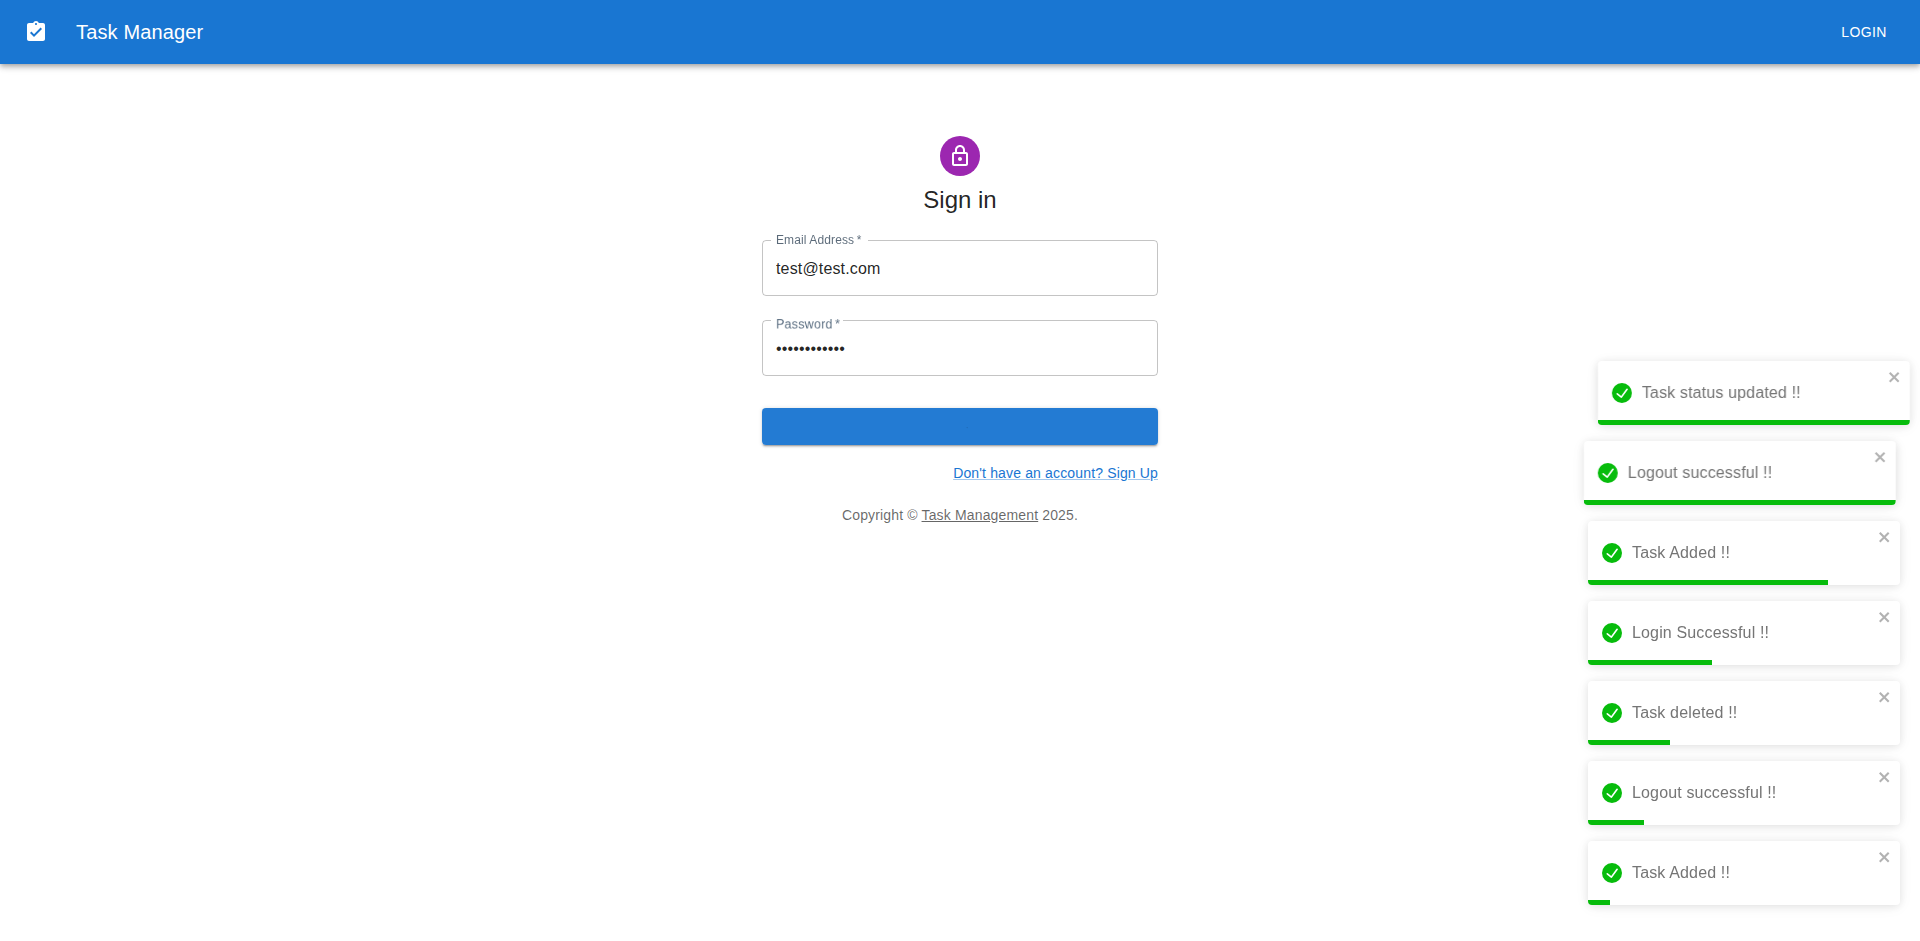 Task Manager
LOGIN
Sign in
Email Address *
test@test.com
Password *
••••••••••••
Don't have an account? Sign Up
Copyright © Task Management 2025.
Task status updated !!
Logout successful !!
Task Added !!
Login Successful !!
Task deleted !!
Logout successful !!
Task Added !!